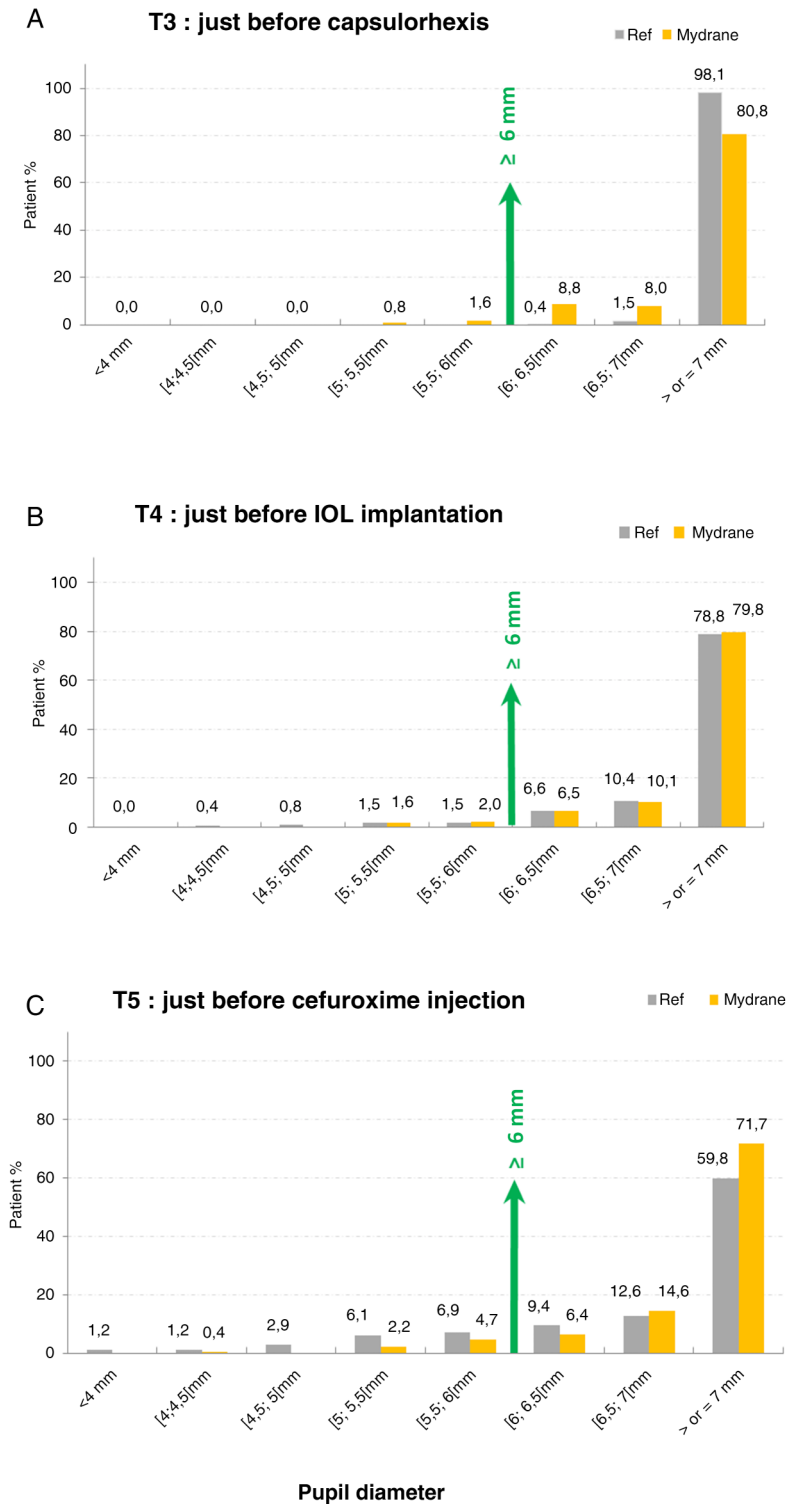 A
T3 : just before capsulorhexis
Ref Mydrane
Patient %
100
80
60
40
20
0
≥ 6 mm
0,0 0,0 0,0 0,8 1,6 0,4 8,8 1,5 8,0 98,1 80,8
<4 mm [4;4,5[mm [4,5; 5[mm [5; 5,5[mm [5,5; 6[mm [6; 6,5[mm [6,5; 7[mm > or = 7 mm
B
T4 : just before IOL implantation
Ref Mydrane
Patient %
100
80
60
40
20
0
≥ 6 mm
0,0 0,4 0,8 1,5 1,6 1,5 2,0 6,6 6,5 10,4 10,1 78,8 79,8
<4 mm [4;4,5[mm [4,5; 5[mm [5; 5,5[mm [5,5; 6[mm [6; 6,5[mm [6,5; 7[mm > or = 7 mm
C
T5 : just before cefuroxime injection
Ref Mydrane
Patient %
100
80
60
40
20
0
≥ 6 mm
1,2 1,2 0,4 2,9 6,1 2,2 6,9 4,7 9,4 6,4 12,6 14,6 59,8 71,7
<4 mm [4;4,5[mm [4,5; 5[mm [5; 5,5[mm [5,5; 6[mm [6; 6,5[mm [6,5; 7[mm > or = 7 mm
Pupil diameter